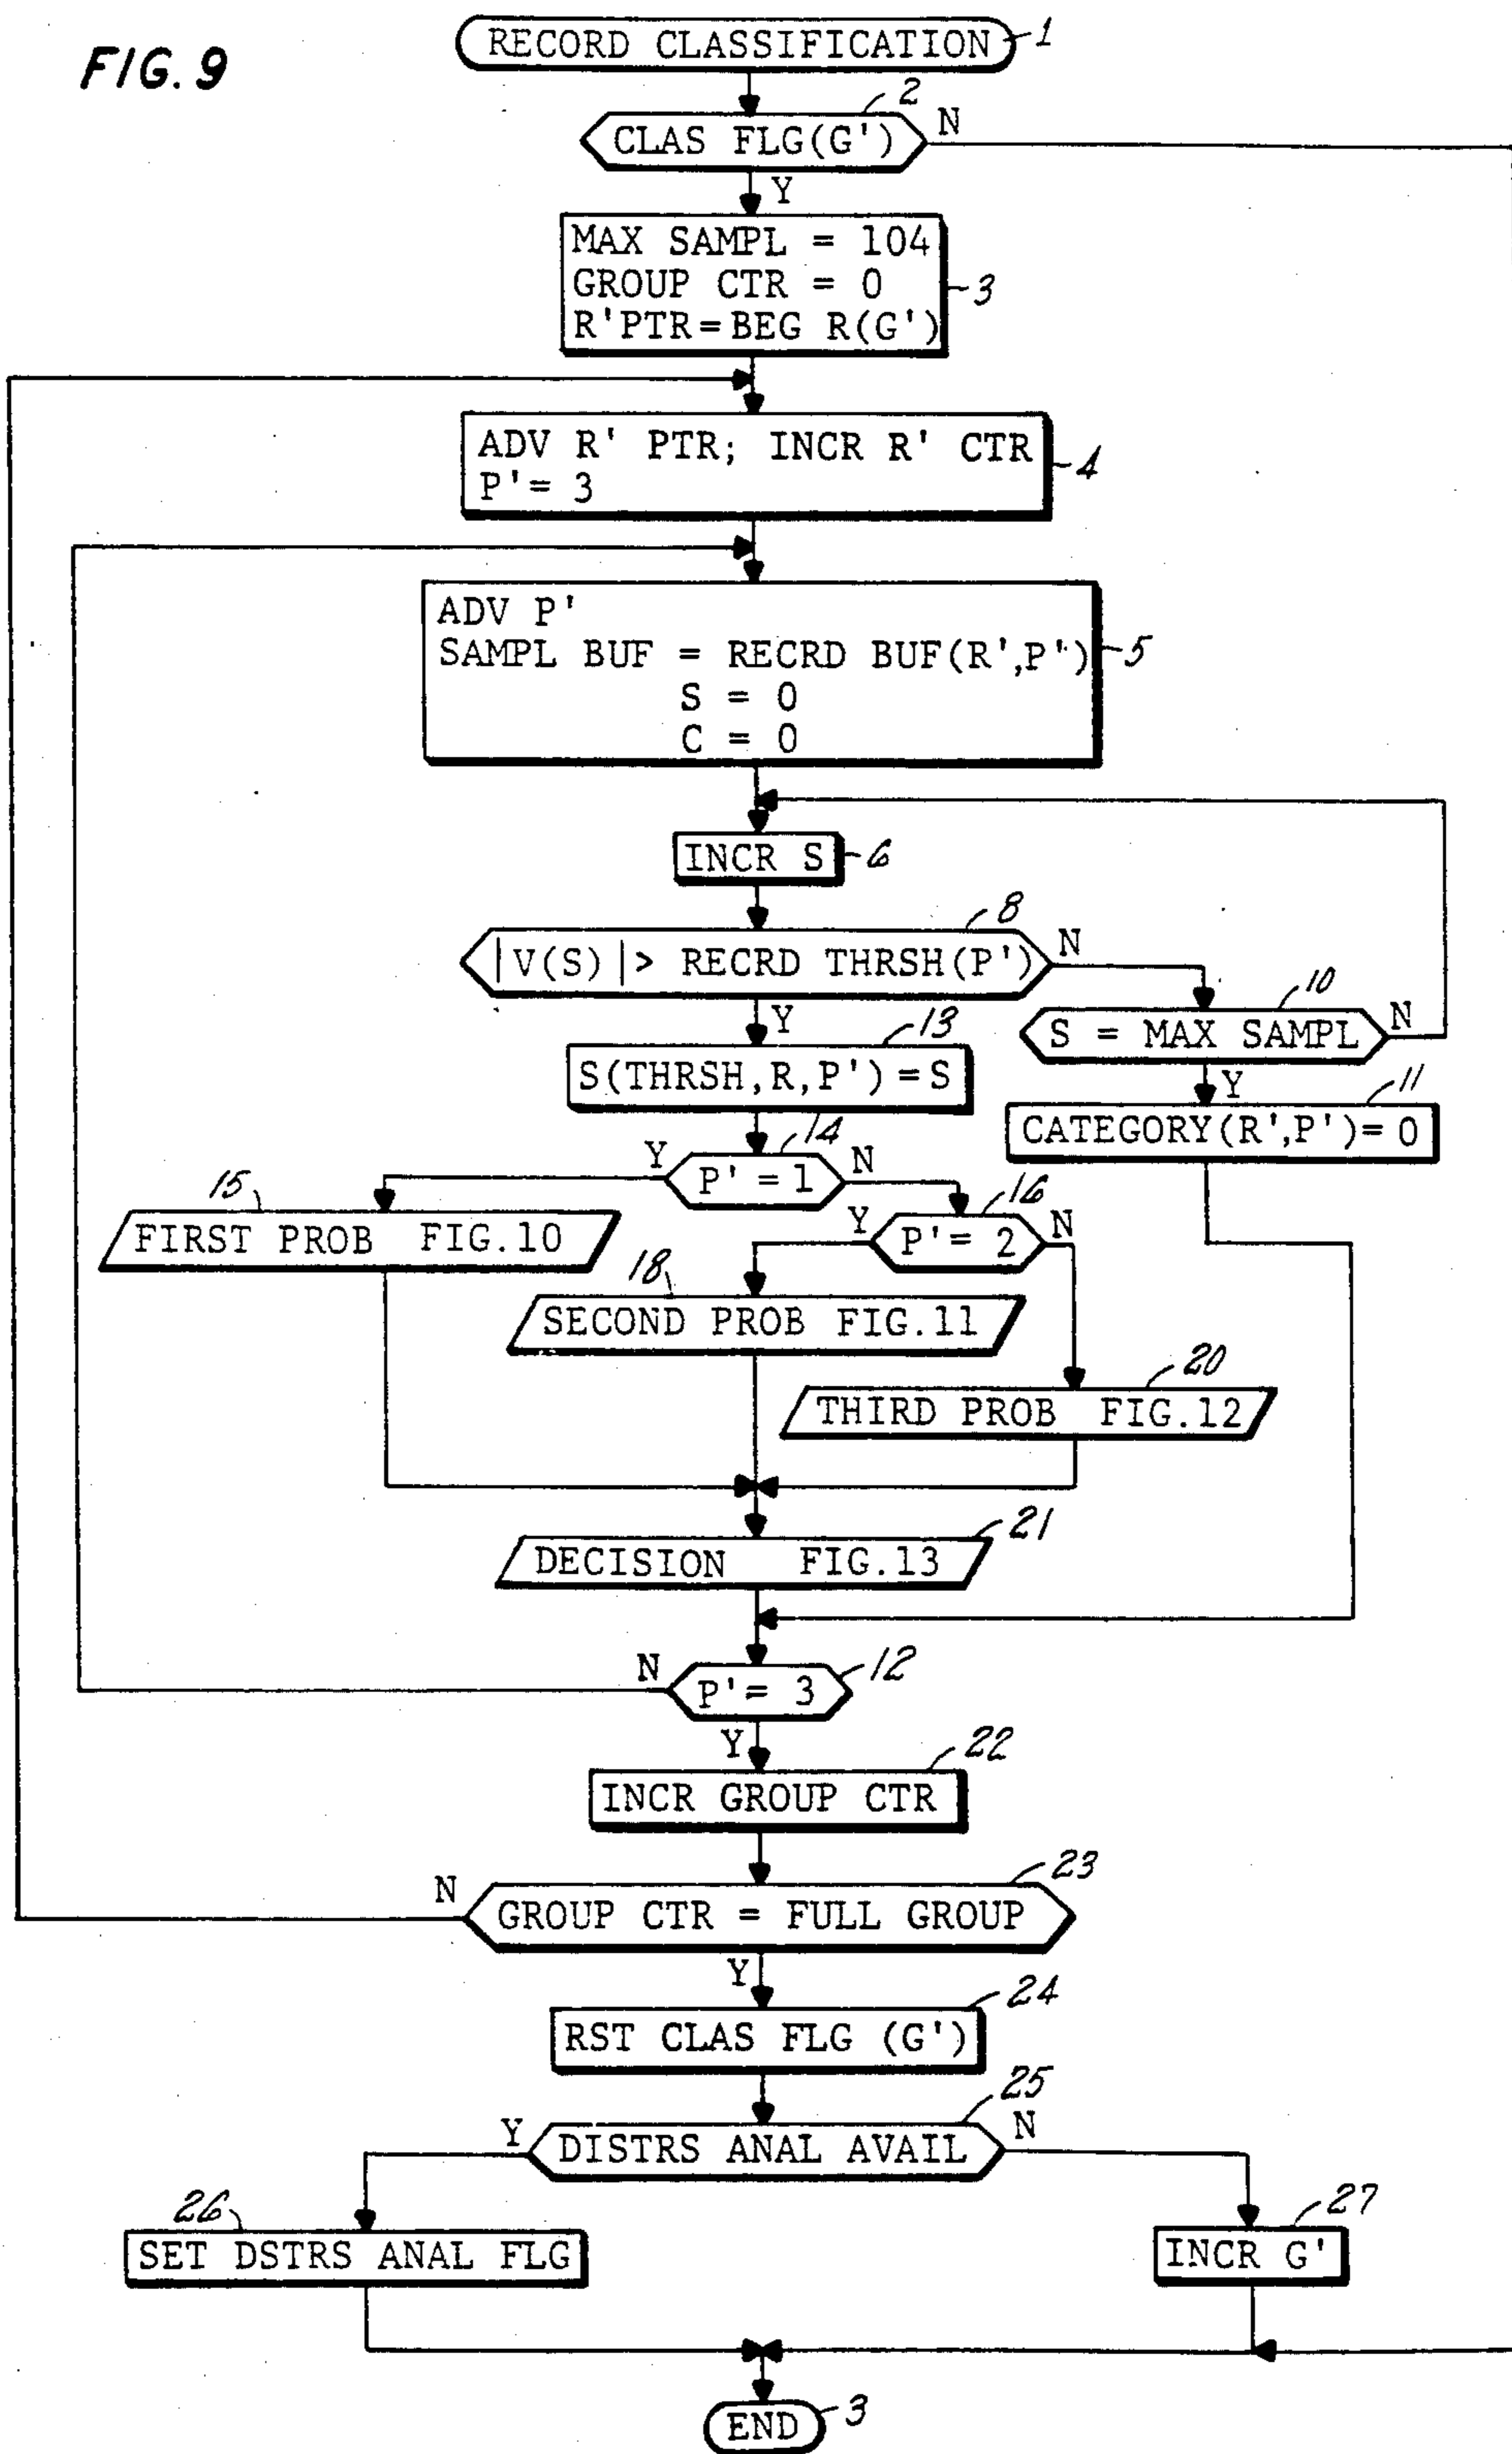 FIG. 9
RECORD CLASSIFICATION 1
2
CLAS FLG(G') N
Y
MAX SAMPL = 104
GROUP CTR = 0
R'PTR=BEG R(G')
3
ADV R' PTR; INCR R' CTR
P'= 3
4
ADV P'
SAMPL BUF = RECRD BUF(R',P')
S = 0
C = 0
5
INCR S 6
8
|V(S)|> RECRD THRSH(P') N
Y
10
S = MAX SAMPL N
Y
13
S(THRSH,R,P')=S
11
CATEGORY(R',P')= 0
14
Y P'=1 N
15
FIRST PROB FIG.10
16
Y P'= 2 N
18
SECOND PROB FIG.11
20
THIRD PROB FIG.12
21
DECISION FIG.13
N P'= 3 12
Y
22
INCR GROUP CTR
23
N GROUP CTR = FULL GROUP
Y
24
RST CLAS FLG (G')
25
Y DISTRS ANAL AVAIL N
26
SET DSTRS ANAL FLG
27
INCR G'
END 3